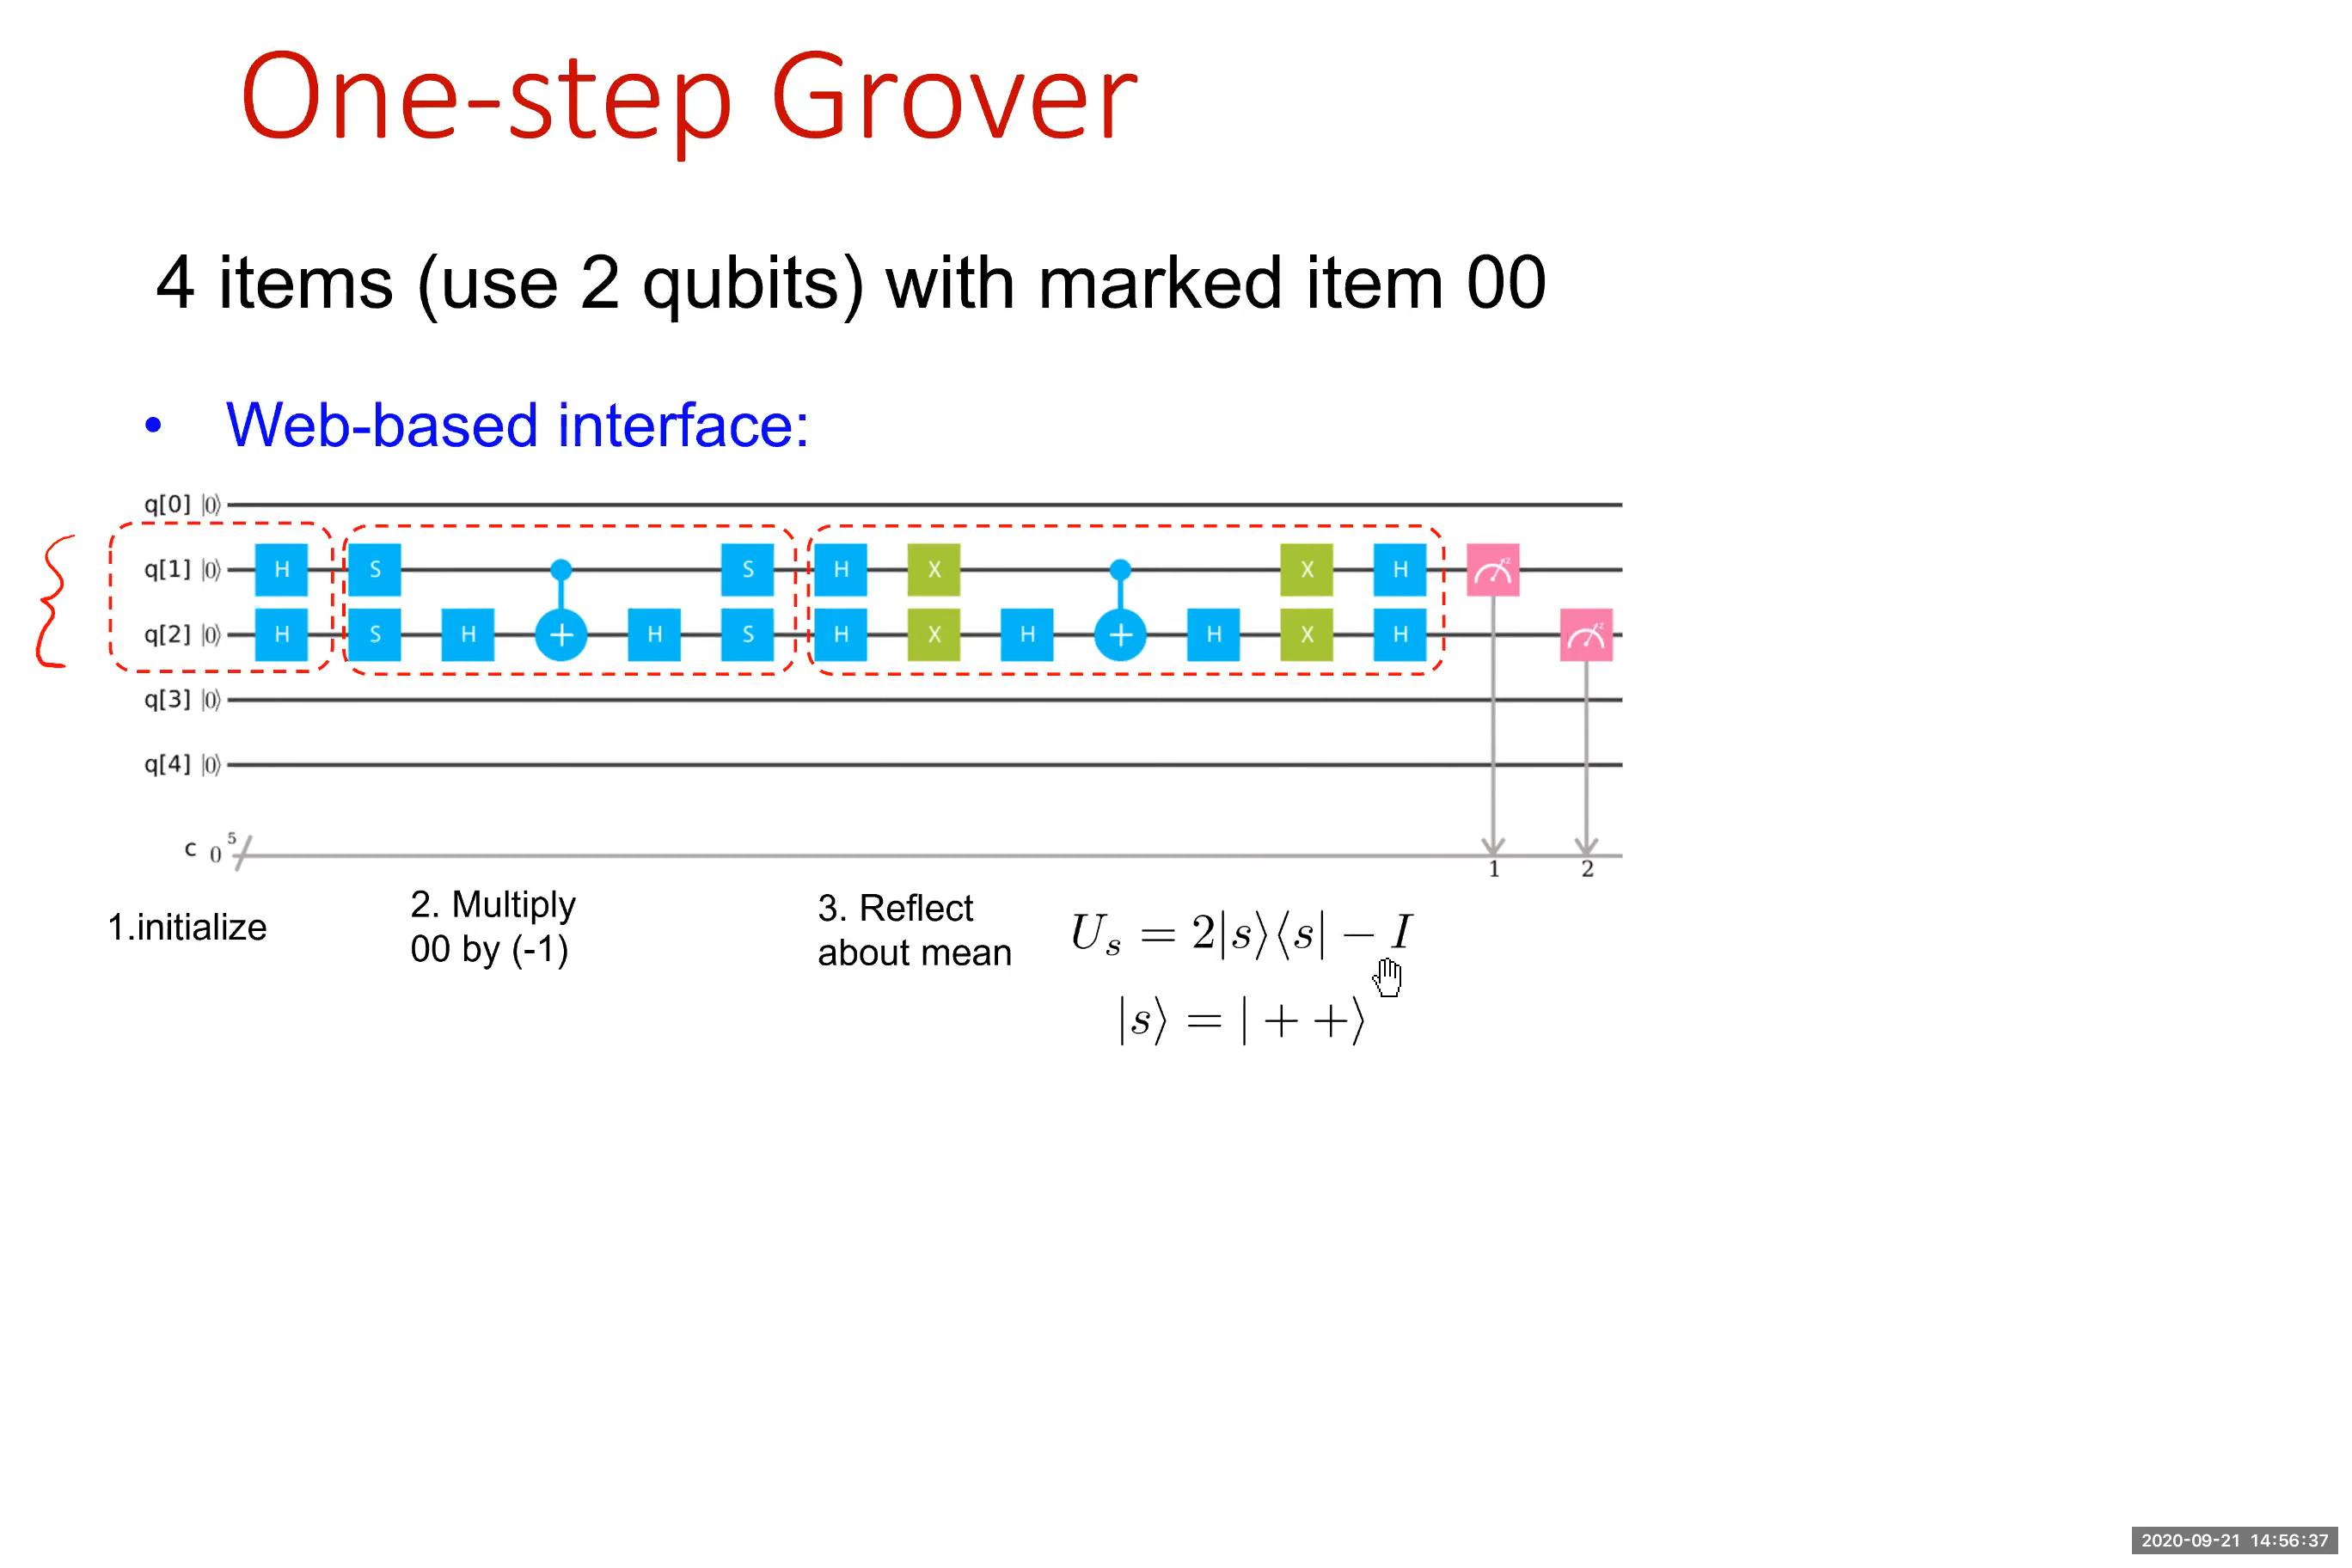 One-step Grover
4 items (use 2 qubits) with marked item 00
• Web-based interface:
q[0] |0⟩
q[1] |0⟩ H S S H X X H
q[2] |0⟩ H S H + H S H X H + H X H
q[3] |0⟩
q[4] |0⟩
c 0 5
1 2
1.initialize
2. Multiply
00 by (-1)
3. Reflect
about mean
U_s = 2|s⟩⟨s| − I
|s⟩ = | + +⟩
2020-09-21 14:56:37